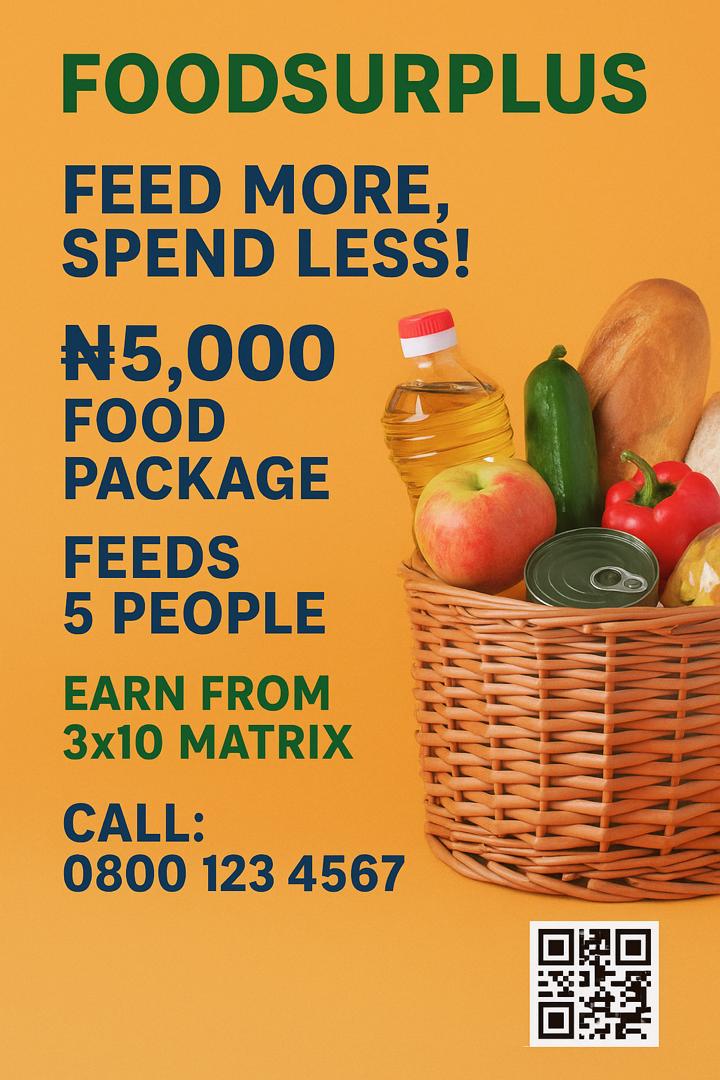 FOODSURPLUS
FEED MORE,
SPEND LESS!
₦5,000
FOOD
PACKAGE
FEEDS
5 PEOPLE
EARN FROM
3x10 MATRIX
CALL:
0800 123 4567